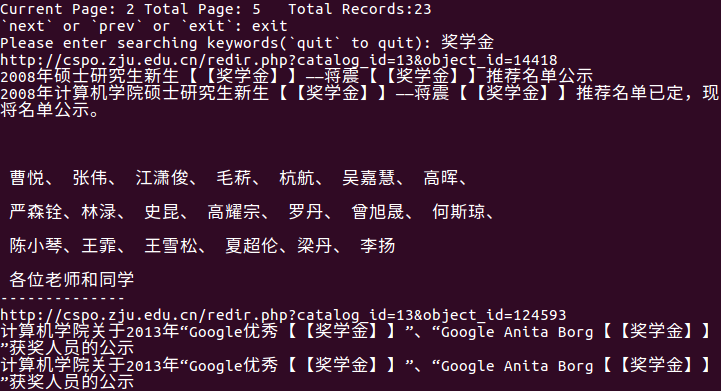 Current Page: 2 Total Page: 5   Total Records:23
`next` or `prev` or `exit`: exit
Please enter searching keywords(`quit` to quit): 奖学金
http://cspo.zju.edu.cn/redir.php?catalog_id=13&object_id=14418
2008年硕士研究生新生【【奖学金】】——蒋震【【奖学金】】推荐名单公示
2008年计算机学院硕士研究生新生【【奖学金】】——蒋震【【奖学金】】推荐名单已定，现
将名单公示。
曹悦、 张伟、 江潇俊、 毛菥、 杭航、 吴嘉慧、 高晖、
严森铨、林渌、 史昆、 高耀宗、 罗丹、 曾旭晟、 何斯琼、
陈小琴、王霏、 王雪松、 夏超伦、梁丹、 李扬
各位老师和同学
--------------
http://cspo.zju.edu.cn/redir.php?catalog_id=13&object_id=124593
计算机学院关于2013年“Google优秀【【奖学金】】”、“Google Anita Borg【【奖学金】】
”获奖人员的公示
计算机学院关于2013年“Google优秀【【奖学金】】”、“Google Anita Borg【【奖学金】】
”获奖人员的公示